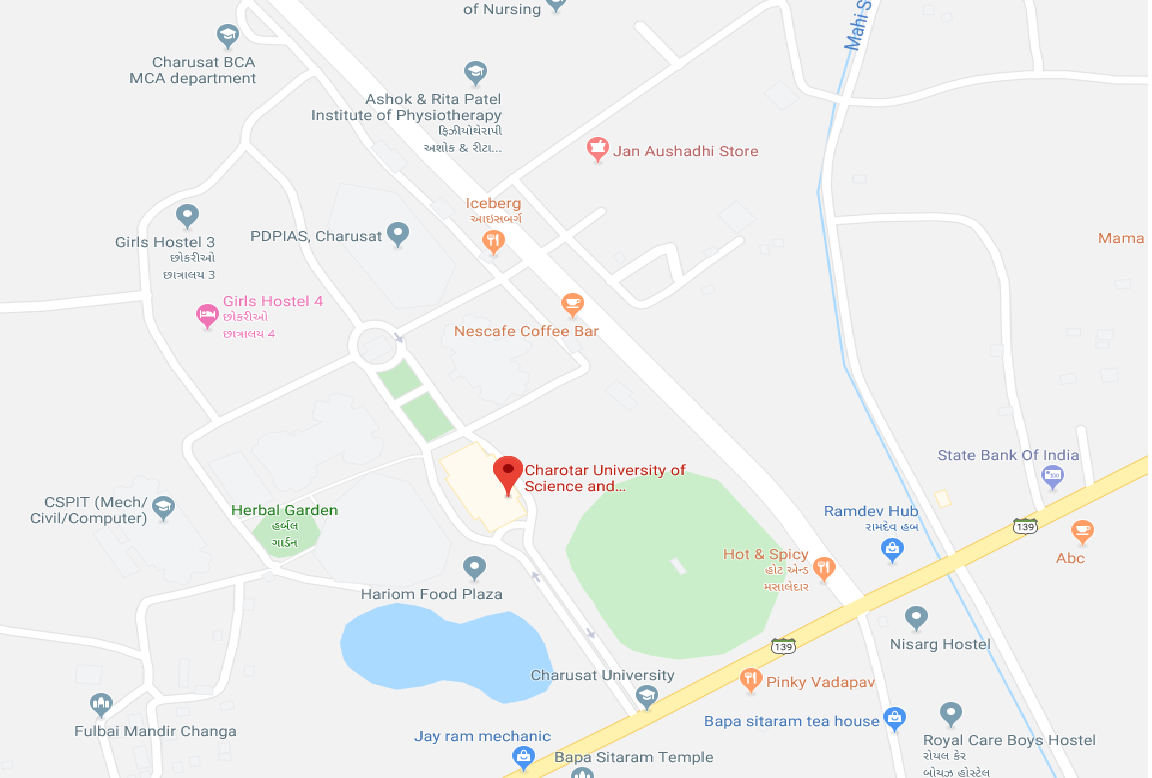 of Nursing
Mahi S
Charusat BCA
MCA department
Ashok & Rita Patel
Institute of Physiotherapy
ફિઝીયોથેરાપી
અશોક & રીટા...
Jan Aushadhi Store
Iceberg
આઇસબર્ગ
Girls Hostel 3
છોકરીઓ
છાત્રાલય 3
PDPIAS, Charusat
Mama
Girls Hostel 4
છોકરીઓ
છાત્રાલય 4
Nescafe Coffee Bar
State Bank Of India
Charotar University of
Science and...
CSPIT (Mech/
Civil/Computer)
Herbal Garden
હર્બલ
ગાર્ડન
Ramdev Hub
રામદેવ હબ
139
Hot & Spicy
હોટ એન્ડ
મસાલેદાર
Abc
Hariom Food Plaza
Nisarg Hostel
139
Charusat University
Pinky Vadapav
Bapa sitaram tea house
Fulbai Mandir Changa
Jay ram mechanic
Royal Care Boys Hostel
રોયલ કેર
બોયઝ હોસ્ટેલ
Bapa Sitaram Temple